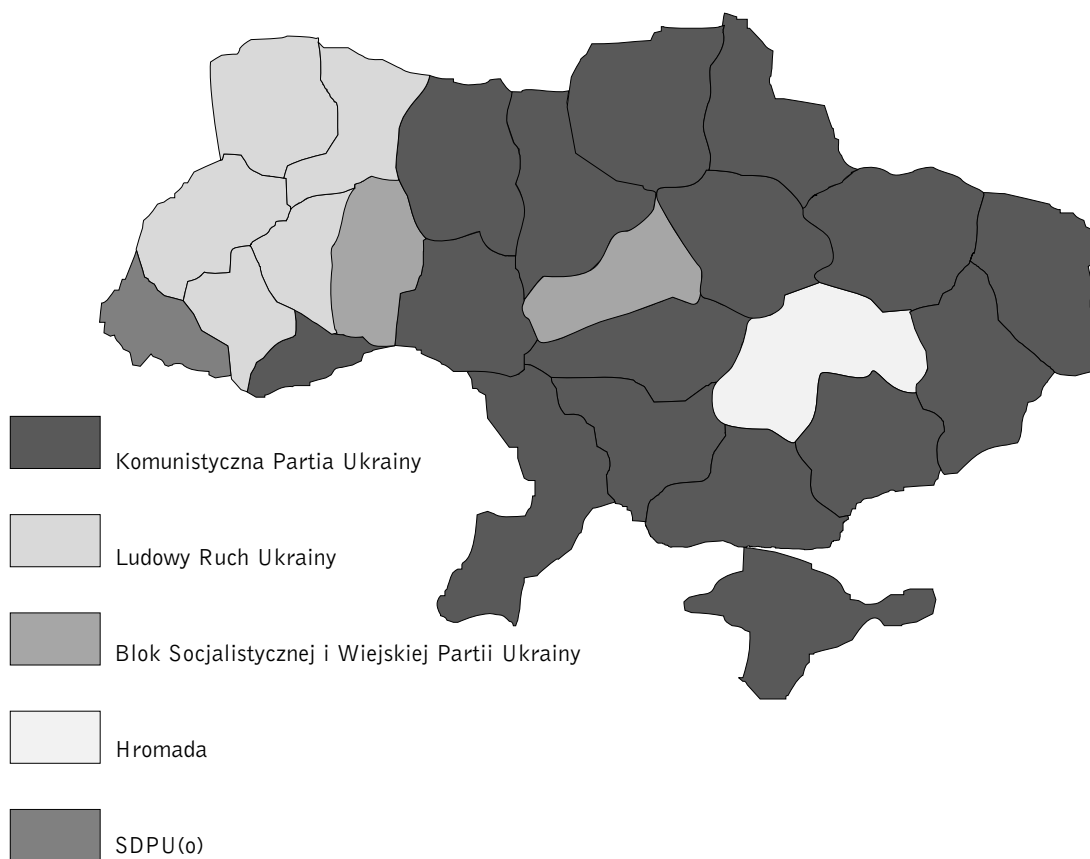 Komunistyczna Partia Ukrainy
Ludowy Ruch Ukrainy
Blok Socjalistycznej i Wiejskiej Partii Ukrainy
Hromada
SDPU(o)